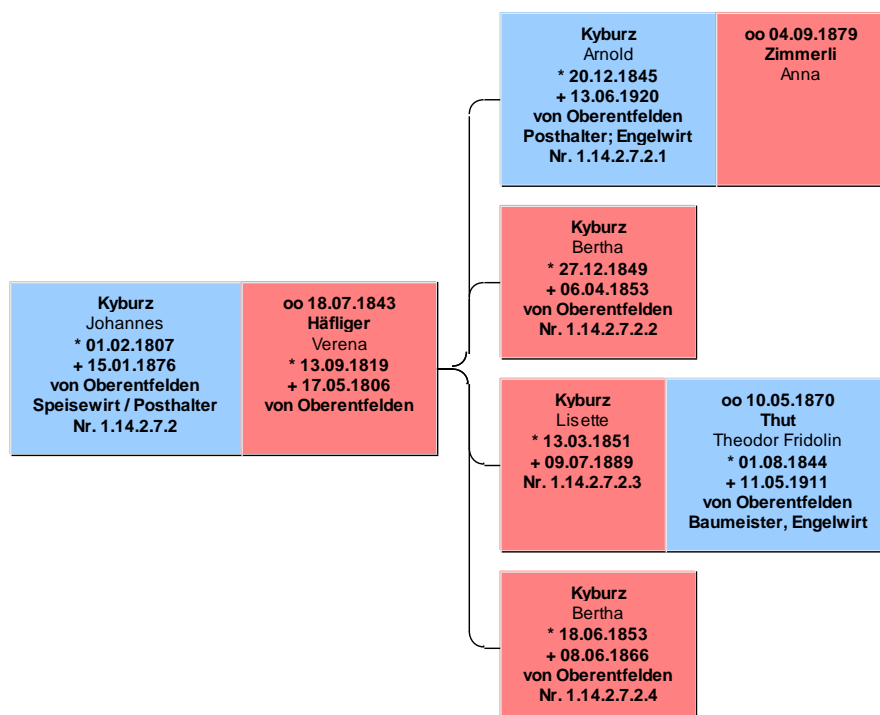 Kyburz
Johannes
* 01.02.1807
+ 15.01.1876
von Oberentfelden
Speisewirt / Posthalter
Nr. 1.14.2.7.2
oo 18.07.1843
Häfliger
Verena
* 13.09.1819
+ 17.05.1806
von Oberentfelden
Kyburz
Arnold
* 20.12.1845
+ 13.06.1920
von Oberentfelden
Posthalter; Engelwirt
Nr. 1.14.2.7.2.1
oo 04.09.1879
Zimmerli
Anna
Kyburz
Bertha
* 27.12.1849
+ 06.04.1853
von Oberentfelden
Nr. 1.14.2.7.2.2
Kyburz
Lisette
* 13.03.1851
+ 09.07.1889
Nr. 1.14.2.7.2.3
oo 10.05.1870
Thut
Theodor Fridolin
* 01.08.1844
+ 11.05.1911
von Oberentfelden
Baumeister, Engelwirt
Kyburz
Bertha
* 18.06.1853
+ 08.06.1866
von Oberentfelden
Nr. 1.14.2.7.2.4